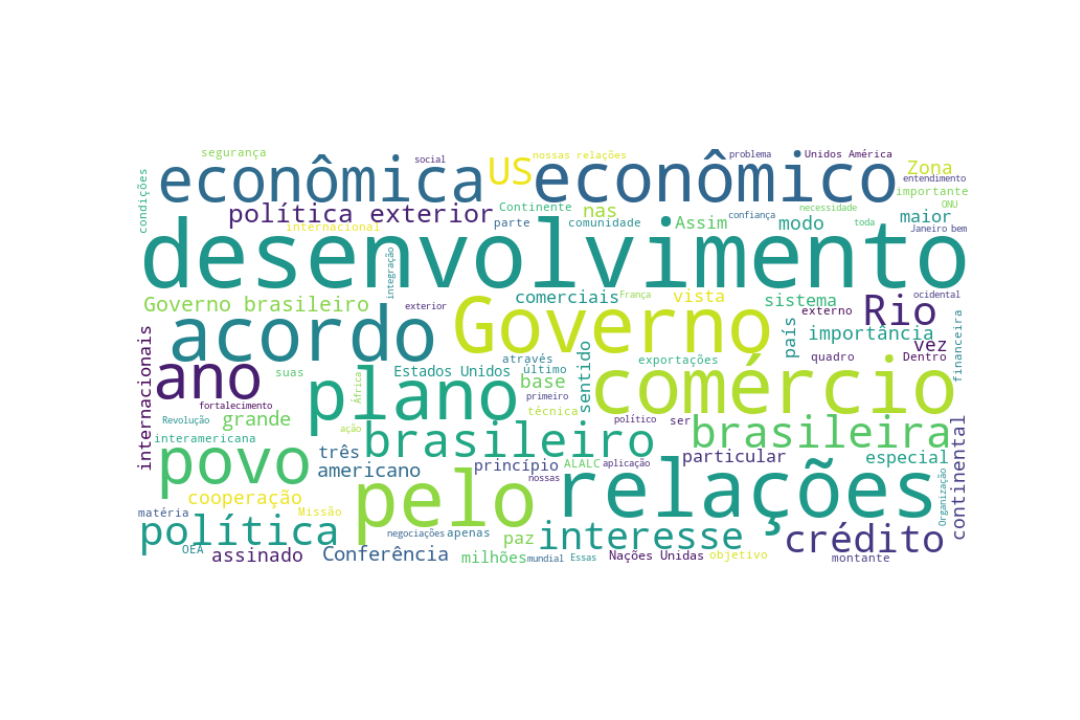 segurança
social
US
nossas relações
problema
Unidos América
econômica
econômico
Zona
entendimento
condições
importante
política exterior
Continente
nas
necessidade
ONU
parte
comunidade
Assim
confiança
modo
toda
maior
internacional
Janeiro bem
desenvolvimento
integração
Governo brasileiro
exterior
comerciais
França
vista
sistema
externo
Rio
ocidental
acordo
Governo
país
importância
vez
financeira
internacionais
ano
suas
Estados Unidos
através
último
sentido
exportações
quadro
Dentro
África
plano
base
comércio
primeiro
fortalecimento
Revolução
grande
técnica
político
ser
ação
interamericana
três
brasileiro
brasileira
continental
povo
americano
princípio
ALALC
aplicação
particular
especial
nossas
cooperação
pelo
relações
Organização
matéria
Missão
política
negociações
apenas
paz
interesse
crédito
OEA
assinado
Conferência
milhões
mundial
Essas
Nações Unidas
objetivo
montante